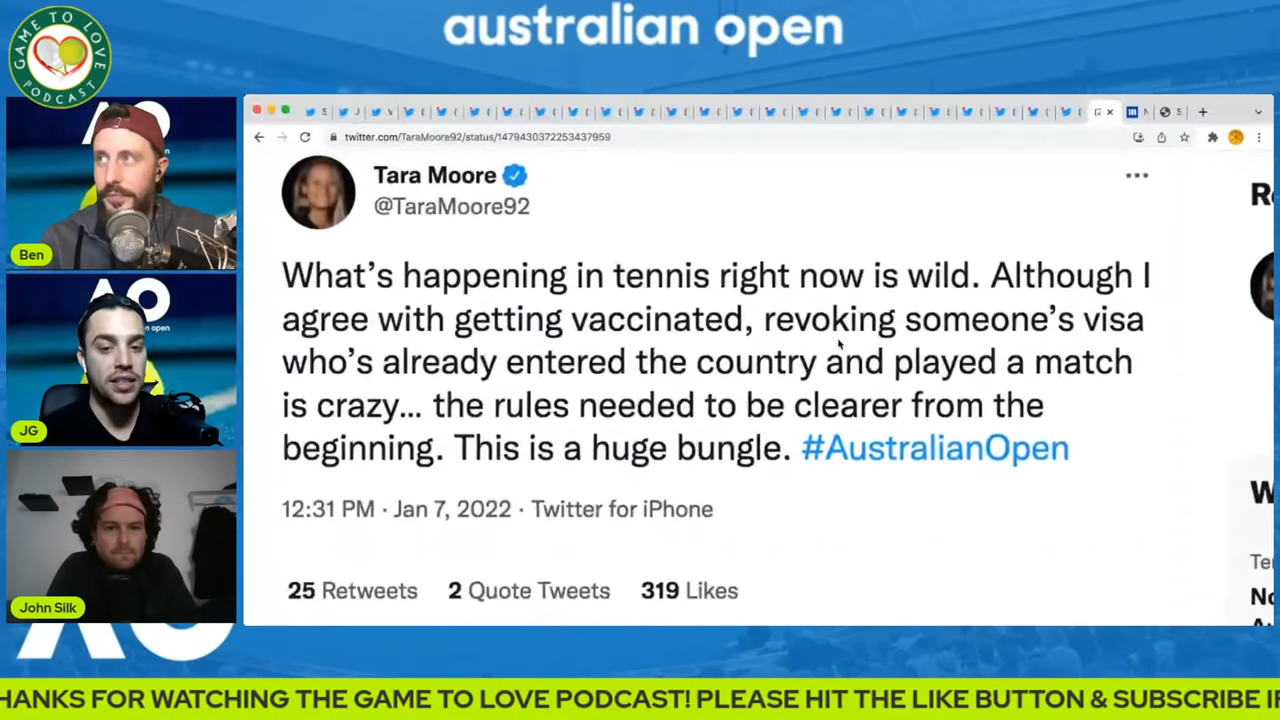 australian open
GAME TO LOVE
PODCAST
twitter.com/TaraMoore92/status/1479430372253437959
Tara Moore
@TaraMoore92
What's happening in tennis right now is wild. Although I
agree with getting vaccinated, revoking someone's visa
who's already entered the country and played a match
is crazy... the rules needed to be clearer from the
beginning. This is a huge bungle. #AustralianOpen
12:31 PM · Jan 7, 2022 · Twitter for iPhone
25 Retweets 2 Quote Tweets 319 Likes
AO
Ben
AO
JG
John Silk
AO
HANKS FOR WATCHING THE GAME TO LOVE PODCAST! PLEASE HIT THE LIKE BUTTON & SUBSCRIBE